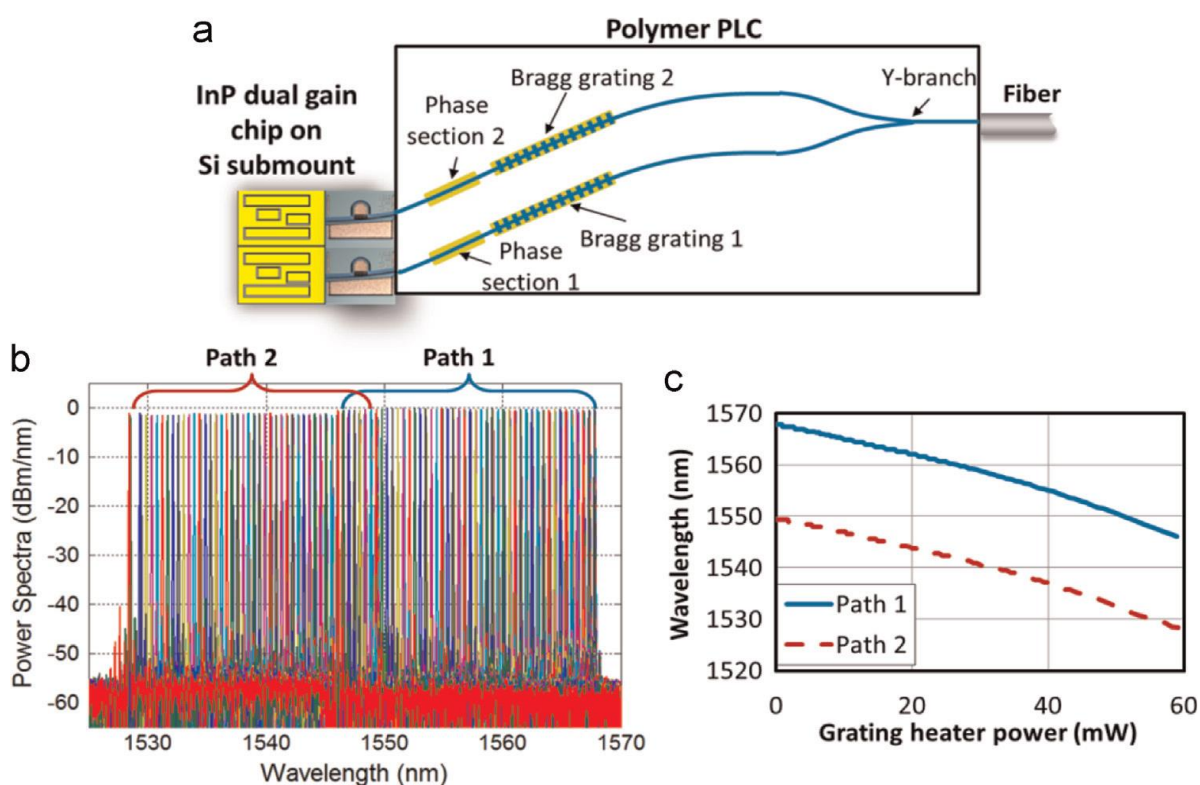 a
Polymer PLC
InP dual gain
chip on
Si submount
Phase
section 2
Bragg grating 2
Y-branch
Fiber
Phase
section 1
Bragg grating 1
b
Path 2
Path 1
Power Spectra (dBm/nm)
0
-10
-20
-30
-40
-50
-60
1530
1540
1550
1560
1570
Wavelength (nm)
c
Wavelength (nm)
1570
1560
1550
1540
1530
1520
Path 1
Path 2
0
20
40
60
Grating heater power (mW)